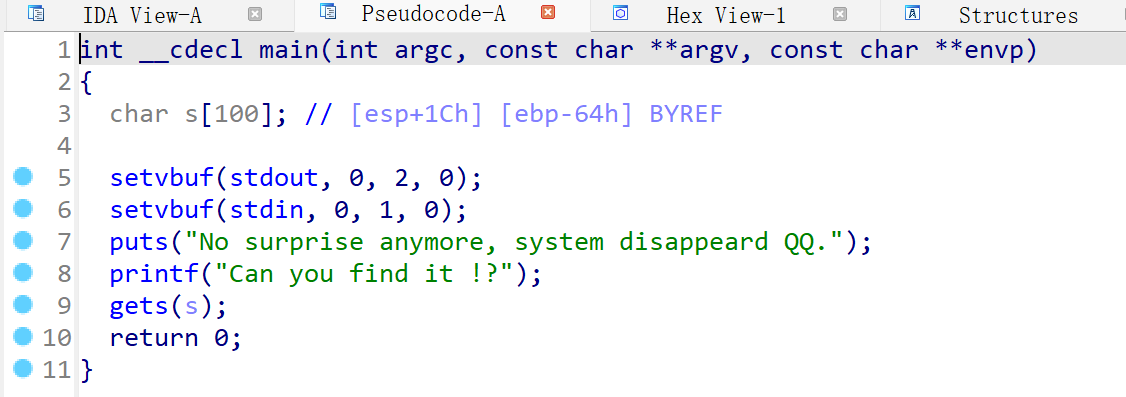 IDA View-A Pseudocode-A Hex View-1 Structures
1 int __cdecl main(int argc, const char **argv, const char **envp)
2 {
3   char s[100]; // [esp+1Ch] [ebp-64h] BYREF
4
5   setvbuf(stdout, 0, 2, 0);
6   setvbuf(stdin, 0, 1, 0);
7   puts("No surprise anymore, system disappeard QQ.");
8   printf("Can you find it !?");
9   gets(s);
10   return 0;
11 }